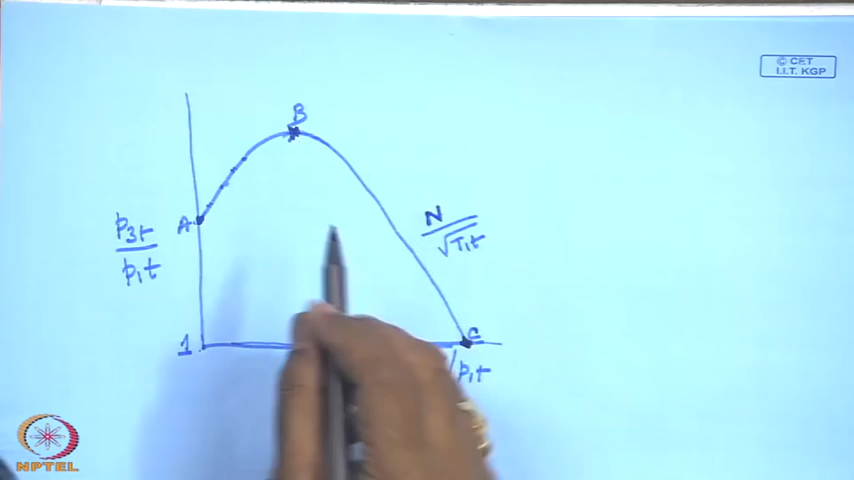 © CET
I.I.T. KGP
B
A
p3t
p1t
N
√T1t
1
C
/p1t
NPTEL